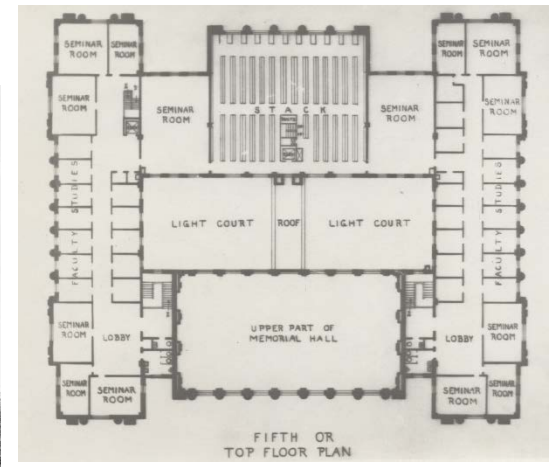 SEMINAR
ROOM
SEMINAR
ROOM
SEMINAR
ROOM
SEMINAR
ROOM
SEMINAR
ROOM
SEMINAR
ROOM
STACK
SEMINAR
ROOM
SEMINAR
ROOM
FACULTY STUDIES
LIGHT COURT
ROOF
LIGHT COURT
FACULTY STUDIES
SEMINAR
ROOM
LOBBY
UPPER PART OF
MEMORIAL HALL
LOBBY
SEMINAR
ROOM
SEMINAR
ROOM
SEMINAR
ROOM
SEMINAR
ROOM
SEMINAR
ROOM
FIFTH OR
TOP FLOOR PLAN